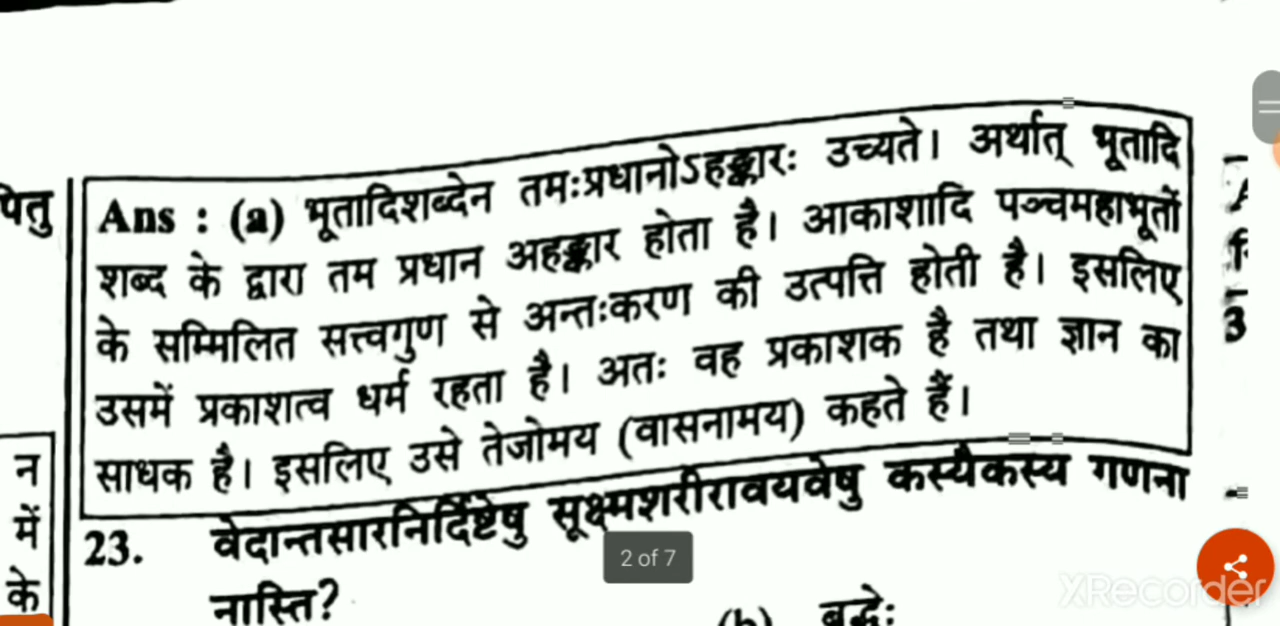 पितु
Ans : (a) भूतादिशब्देन तमःप्रधानोऽहङ्कारः उच्यते। अर्थात् भूतादि
शब्द के द्वारा तम प्रधान अहङ्कार होता है। आकाशादि पञ्चमहाभूतों
के सम्मिलित सत्त्वगुण से अन्तःकरण की उत्पत्ति होती है। इसलिए
उसमें प्रकाशत्व धर्म रहता है। अतः वह प्रकाशक है तथा ज्ञान का
साधक है। इसलिए उसे तेजोमय (वासनामय) कहते हैं।
न
में
के
23. वेदान्तसारनिर्दिष्टेषु सूक्ष्मशरीरावयवेषु कस्यैकस्य गणना
नास्ति?
(b) बुद्धेः
2 of 7
3
XRecorder